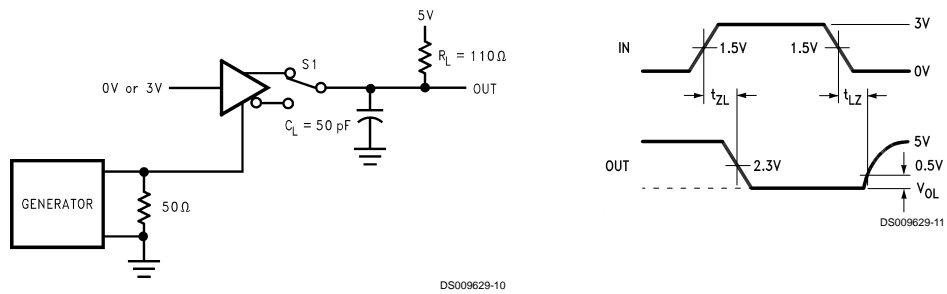 5V
R_L = 110Ω
S1
0V or 3V
OUT
C_L = 50 pF
GENERATOR
50Ω
DS009629-10
3V
IN
1.5V
1.5V
0V
t_ZL
t_LZ
5V
OUT
2.3V
0.5V
V_OL
DS009629-11